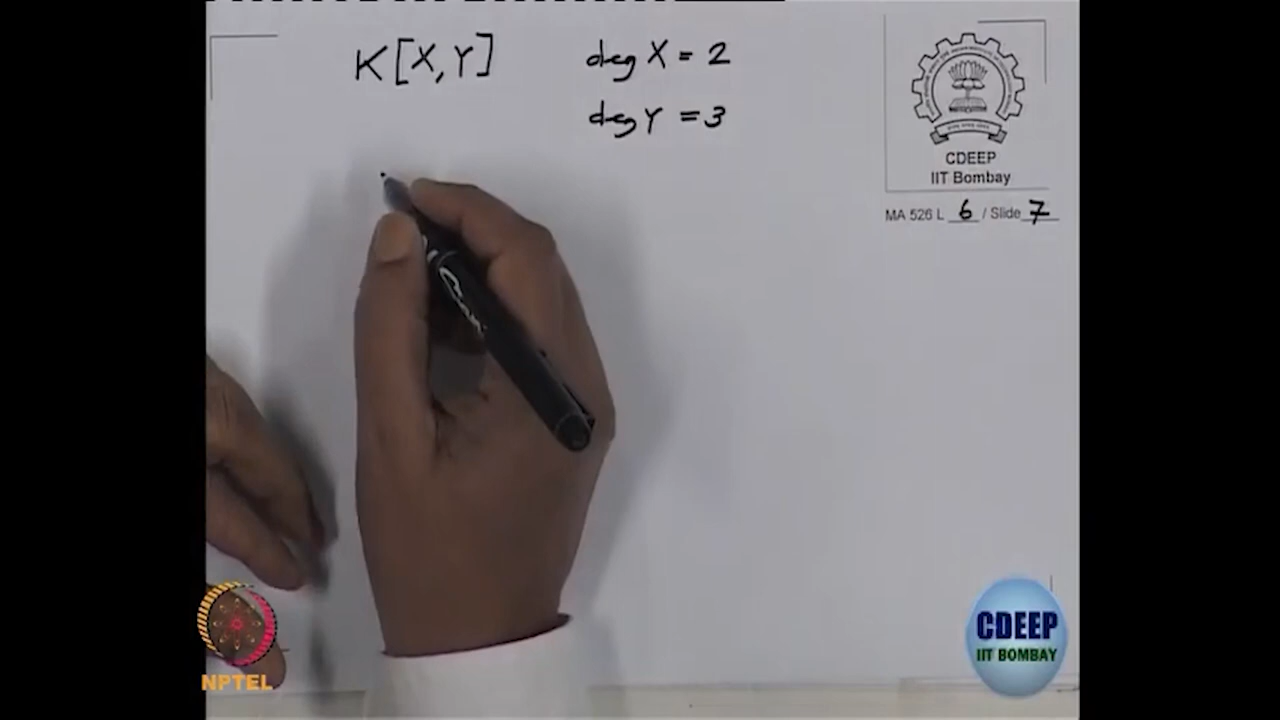 K[X,Y] deg X = 2
deg Y = 3
CDEEP
IIT Bombay
MA 526 L 6 / Slide 7
NPTEL
CDEEP
IIT BOMBAY